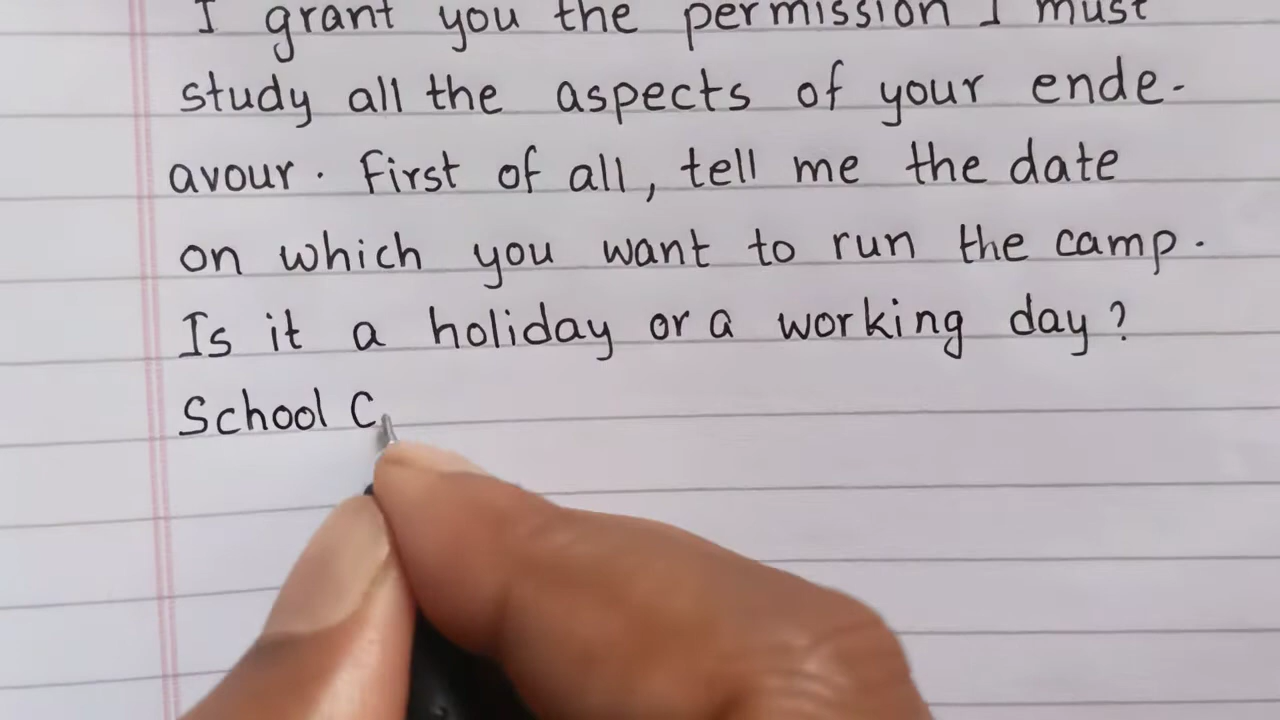 I grant you the permission I must
study all the aspects of your ende-
avour. First of all, tell me the date
on which you want to run the camp.
Is it a holiday or a working day?
School C